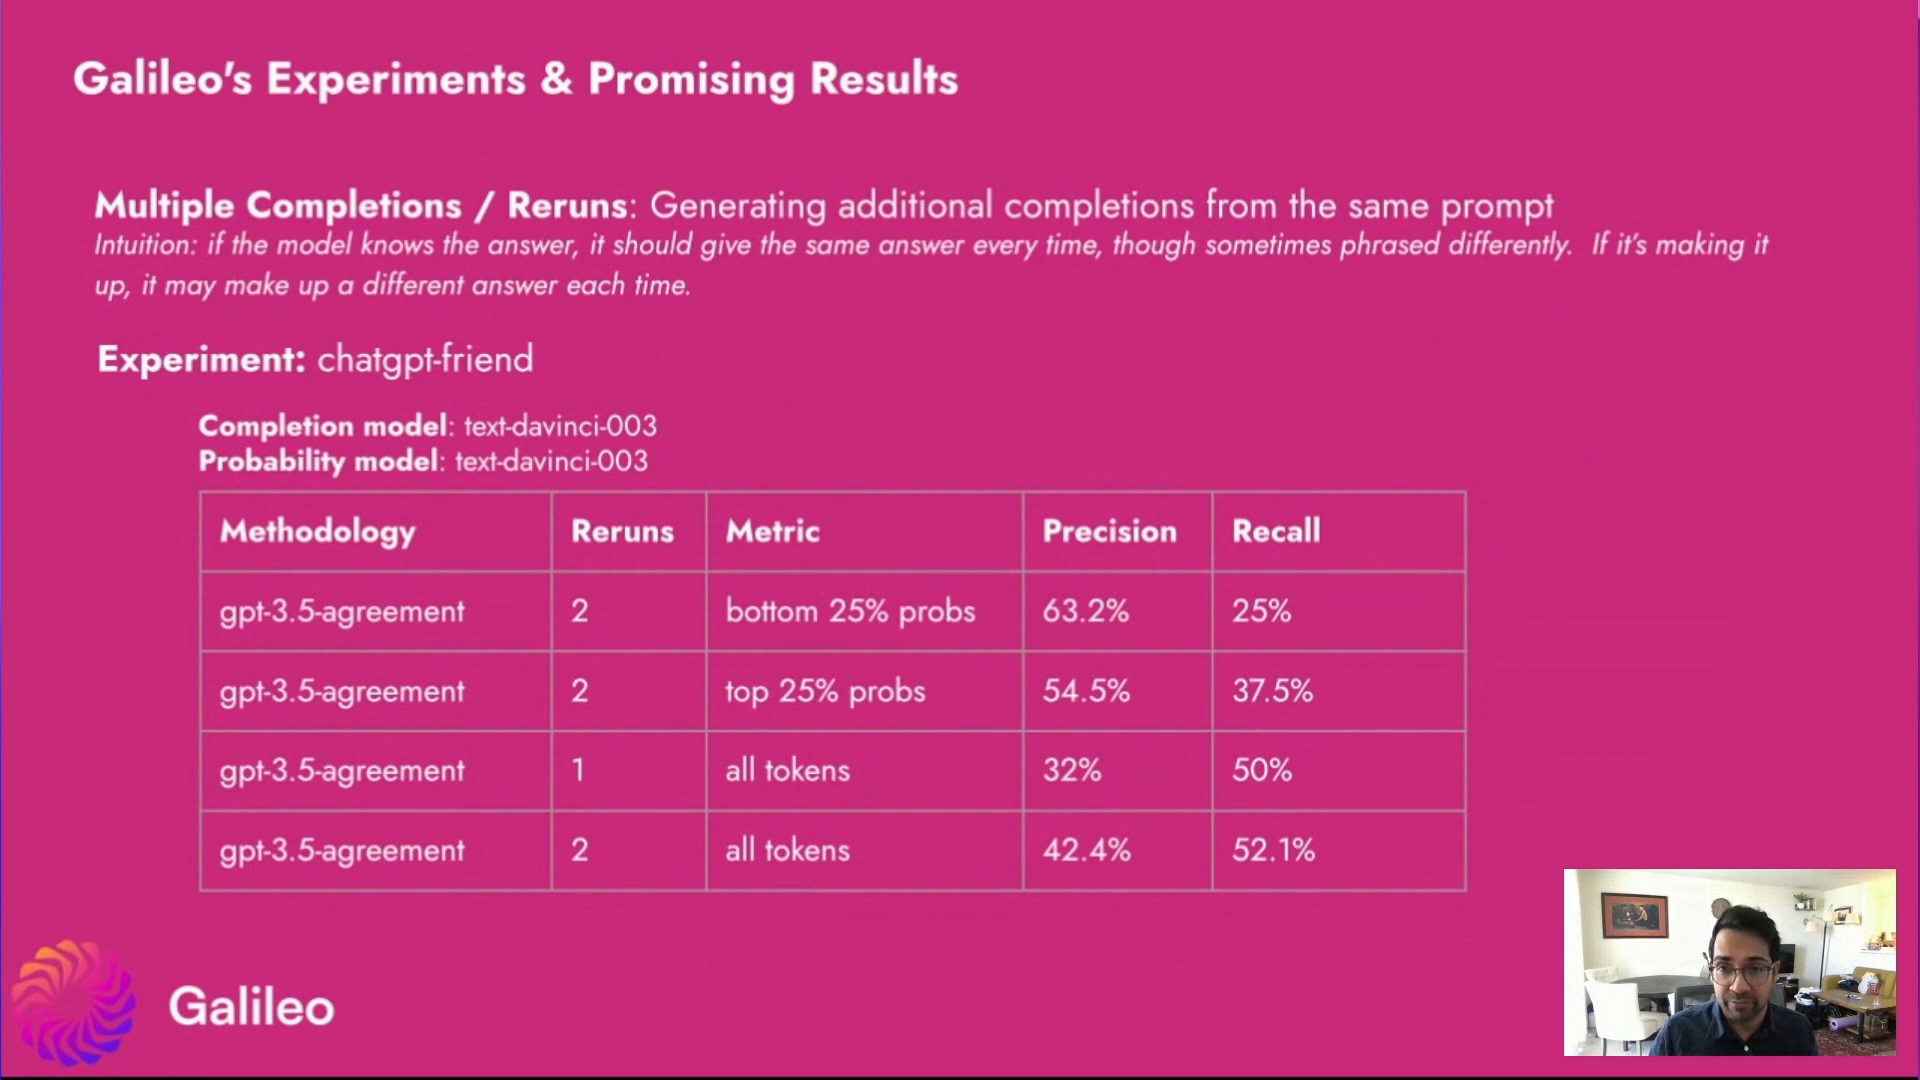 Galileo's Experiments & Promising Results
Multiple Completions / Reruns: Generating additional completions from the same prompt
Intuition: if the model knows the answer, it should give the same answer every time, though sometimes phrased differently.  If it's making it
up, it may make up a different answer each time.
Experiment: chatgpt-friend
Completion model: text-davinci-003
Probability model: text-davinci-003
Methodology Reruns Metric Precision Recall
gpt-3.5-agreement 2 bottom 25% probs 63.2% 25%
gpt-3.5-agreement 2 top 25% probs 54.5% 37.5%
gpt-3.5-agreement 1 all tokens 32% 50%
gpt-3.5-agreement 2 all tokens 42.4% 52.1%
Galileo